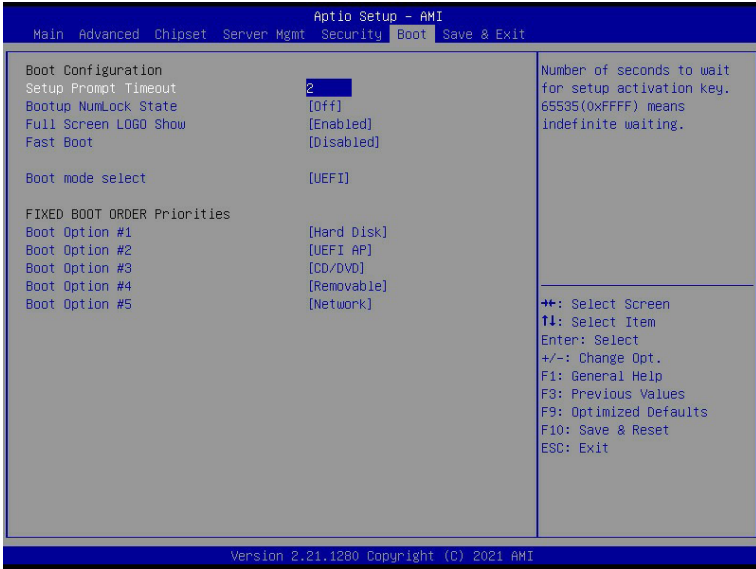 Aptio Setup – AMI
Main Advanced Chipset Server Mgmt Security Boot Save & Exit
Boot Configuration
Setup Prompt Timeout 2
Bootup NumLock State [Off]
Full Screen LOGO Show [Enabled]
Fast Boot [Disabled]
Boot mode select [UEFI]
FIXED BOOT ORDER Priorities
Boot Option #1 [Hard Disk]
Boot Option #2 [UEFI AP]
Boot Option #3 [CD/DVD]
Boot Option #4 [Removable]
Boot Option #5 [Network]
Number of seconds to wait
for setup activation key.
65535(0xFFFF) means
indefinite waiting.
→←: Select Screen
↑↓: Select Item
Enter: Select
+/-: Change Opt.
F1: General Help
F3: Previous Values
F9: Optimized Defaults
F10: Save & Reset
ESC: Exit
Version 2.21.1280 Copyright (C) 2021 AMI